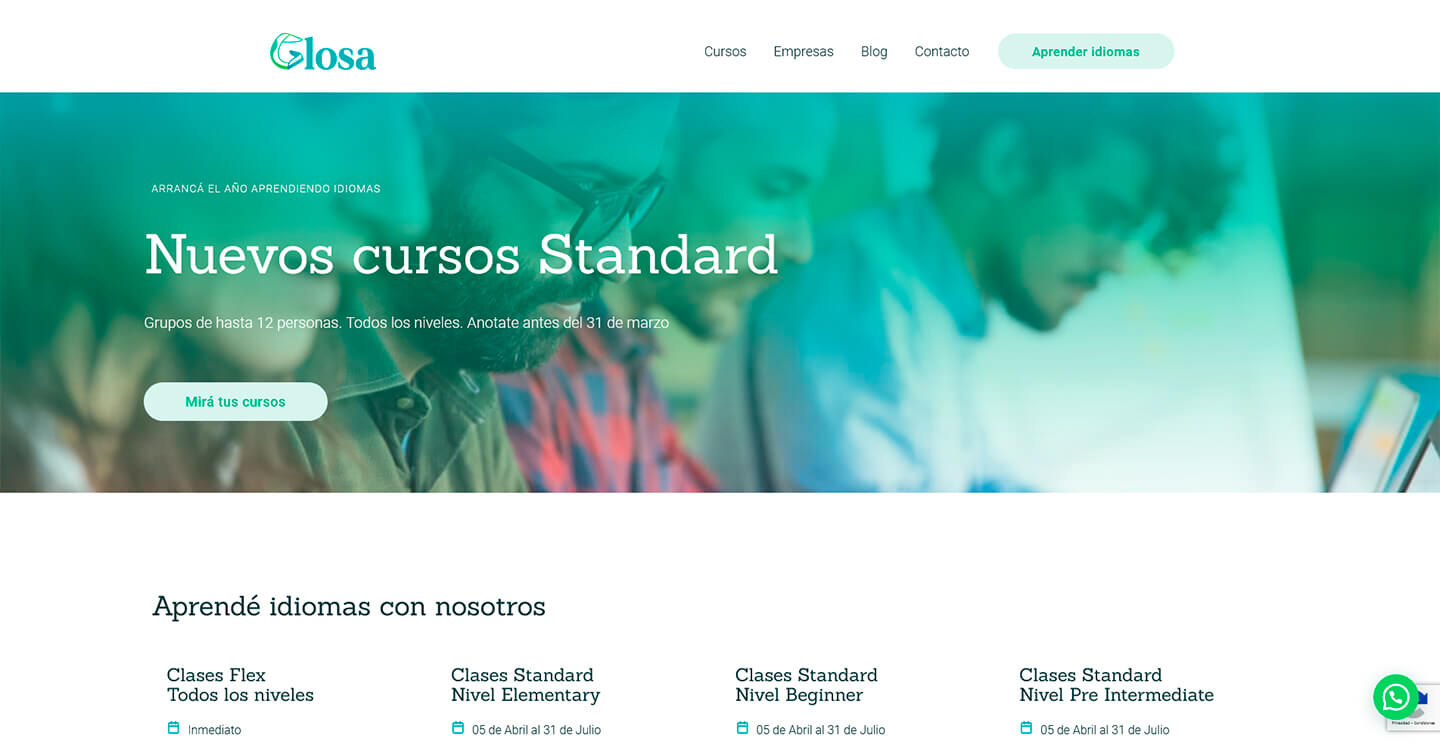 Glosa
Cursos Empresas Blog Contacto Aprender idiomas
ARRANCÁ EL AÑO APRENDIENDO IDIOMAS
Nuevos cursos Standard
Grupos de hasta 12 personas. Todos los niveles. Anotate antes del 31 de marzo
Mirá tus cursos
Aprendé idiomas con nosotros
Clases Flex
Todos los niveles
Inmediato
Clases Standard
Nivel Elementary
05 de Abril al 31 de Julio
Clases Standard
Nivel Beginner
05 de Abril al 31 de Julio
Clases Standard
Nivel Pre Intermediate
05 de Abril al 31 de Julio
Privacidad - Condiciones